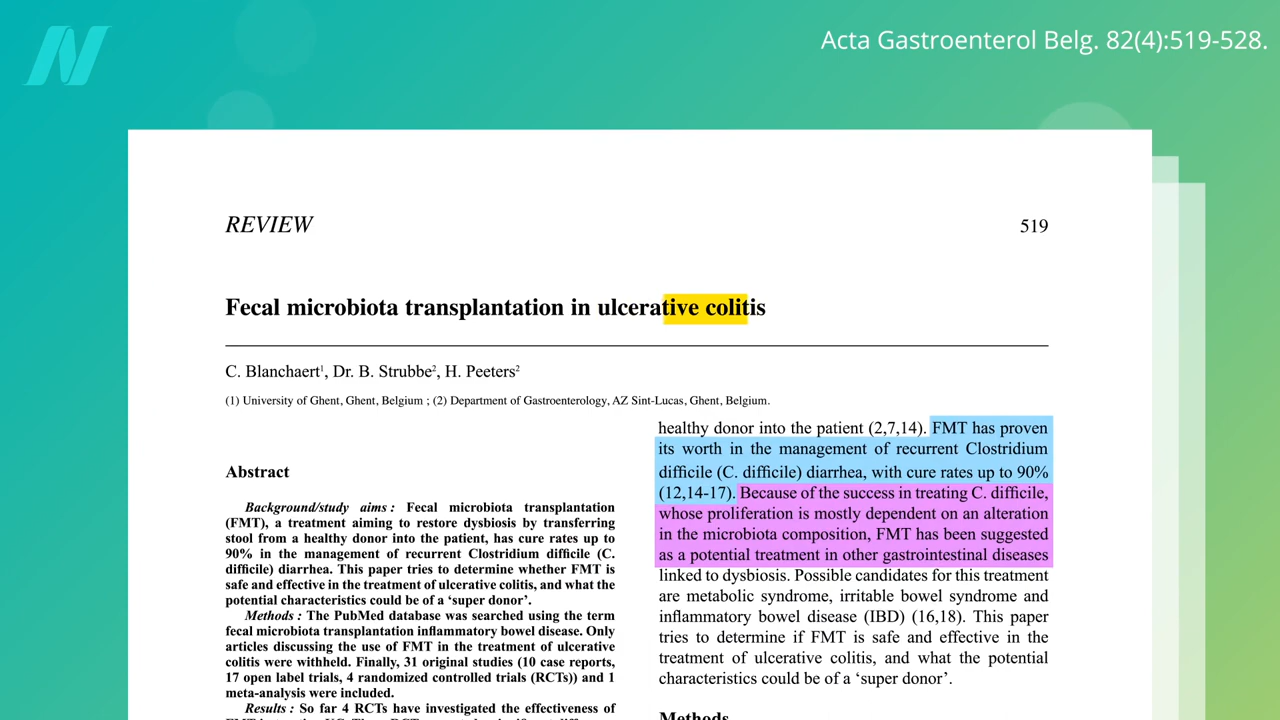 Acta Gastroenterol Belg. 82(4):519-528.
REVIEW
519
Fecal microbiota transplantation in ulcerative colitis
C. Blanchaert¹, Dr. B. Strubbe², H. Peeters²
(1) University of Ghent, Ghent, Belgium ; (2) Department of Gastroenterology, AZ Sint-Lucas, Ghent, Belgium.
Abstract
Background/study aims : Fecal microbiota transplantation
(FMT), a treatment aiming to restore dysbiosis by transferring
stool from a healthy donor into the patient, has cure rates up to
90% in the management of recurrent Clostridium difficile (C.
difficile) diarrhea. This paper tries to determine whether FMT is
safe and effective in the treatment of ulcerative colitis, and what the
potential characteristics could be of a ‘super donor’.
Methods : The PubMed database was searched using the term
fecal microbiota transplantation inflammatory bowel disease. Only
articles discussing the use of FMT in the treatment of ulcerative
colitis were withheld. Finally, 31 original studies (10 case reports,
17 open label trials, 4 randomized controlled trials (RCTs)) and 1
meta-analysis were included.
Results : So far 4 RCTs have investigated the effectiveness of
healthy donor into the patient (2,7,14). FMT has proven
its worth in the management of recurrent Clostridium
difficile (C. difficile) diarrhea, with cure rates up to 90%
(12,14-17). Because of the success in treating C. difficile,
whose proliferation is mostly dependent on an alteration
in the microbiota composition, FMT has been suggested
as a potential treatment in other gastrointestinal diseases
linked to dysbiosis. Possible candidates for this treatment
are metabolic syndrome, irritable bowel syndrome and
inflammatory bowel disease (IBD) (16,18). This paper
tries to determine if FMT is safe and effective in the
treatment of ulcerative colitis, and what the potential
characteristics could be of a ‘super donor’.
Methods